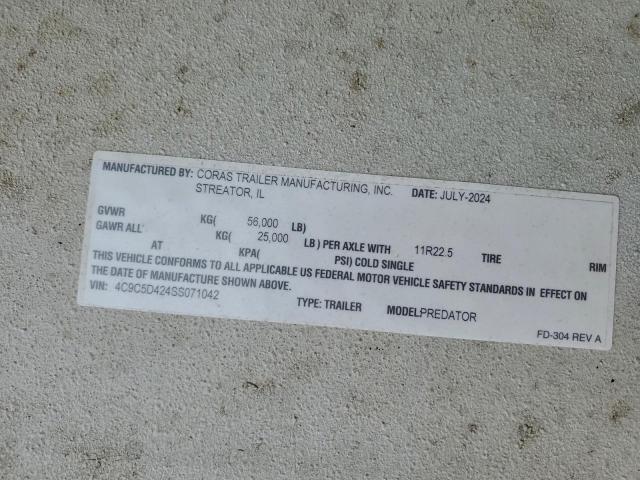 MANUFACTURED BY: CORAS TRAILER MANUFACTURING, INC. DATE: JULY-2024
STREATOR, IL
GVWR KG( 56,000 LB)
GAWR ALL' KG( 25,000 LB) PER AXLE WITH 11R22.5 TIRE RIM
AT KPA( PSI) COLD SINGLE
THIS VEHICLE CONFORMS TO ALL APPLICABLE US FEDERAL MOTOR VEHICLE SAFETY STANDARDS IN EFFECT ON
THE DATE OF MANUFACTURE SHOWN ABOVE.
VIN: 4C9C5D424SS071042 TYPE: TRAILER MODELPREDATOR
FD-304 REV A